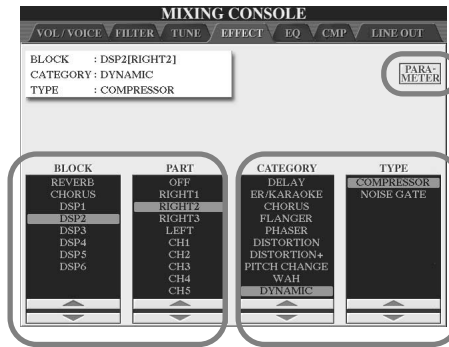 MIXING CONSOLE
VOL / VOICE FILTER TUNE EFFECT EQ CMP LINE OUT
BLOCK : DSP2[RIGHT2]
CATEGORY : DYNAMIC
TYPE : COMPRESSOR
PARA-
METER
BLOCK
REVERB
CHORUS
DSP1
DSP2
DSP3
DSP4
DSP5
DSP6
PART
OFF
RIGHT1
RIGHT2
RIGHT3
LEFT
CH1
CH2
CH3
CH4
CH5
CATEGORY
DELAY
ER/KARAOKE
CHORUS
FLANGER
PHASER
DISTORTION
DISTORTION+
PITCH CHANGE
WAH
DYNAMIC
TYPE
COMPRESSOR
NOISE GATE